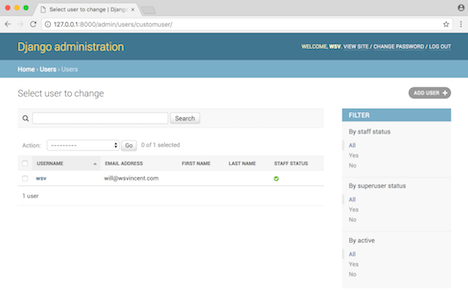 Select user to change | Django
127.0.0.1:8000/admin/users/customuser/
Django administration
WELCOME, WSV. VIEW SITE / CHANGE PASSWORD / LOG OUT
Home › Users › Users
Select user to change
ADD USER +
Search
Action: --------- Go 0 of 1 selected
USERNAME EMAIL ADDRESS FIRST NAME LAST NAME STAFF STATUS
wsv will@wsvincent.com
1 user
FILTER
By staff status
All
Yes
No
By superuser status
All
Yes
No
By active
All
Yes
No